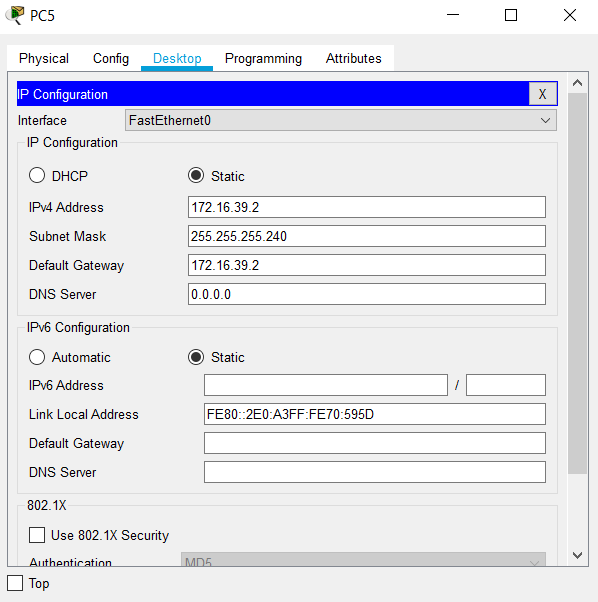 PC5
Physical Config Desktop Programming Attributes
IP Configuration X
Interface FastEthernet0
IP Configuration
DHCP Static
IPv4 Address 172.16.39.2
Subnet Mask 255.255.255.240
Default Gateway 172.16.39.2
DNS Server 0.0.0.0
IPv6 Configuration
Automatic Static
IPv6 Address /
Link Local Address FE80::2E0:A3FF:FE70:595D
Default Gateway
DNS Server
802.1X
Use 802.1X Security
Authentication MD5
Top